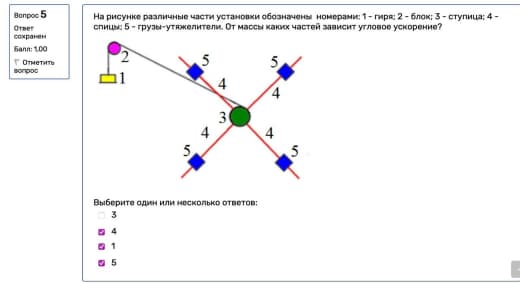 Вопрос 5
Ответ
сохранен
Балл: 1,00
Отметить
вопрос
На рисунке различные части установки обозначены номерами: 1 - гиря; 2 - блок; 3 - ступица; 4 -
спицы; 5 - грузы-утяжелители. От массы каких частей зависит угловое ускорение?
2
1
5
5
4
4
3
4
4
5
5
Выберите один или несколько ответов:
3
4
1
5